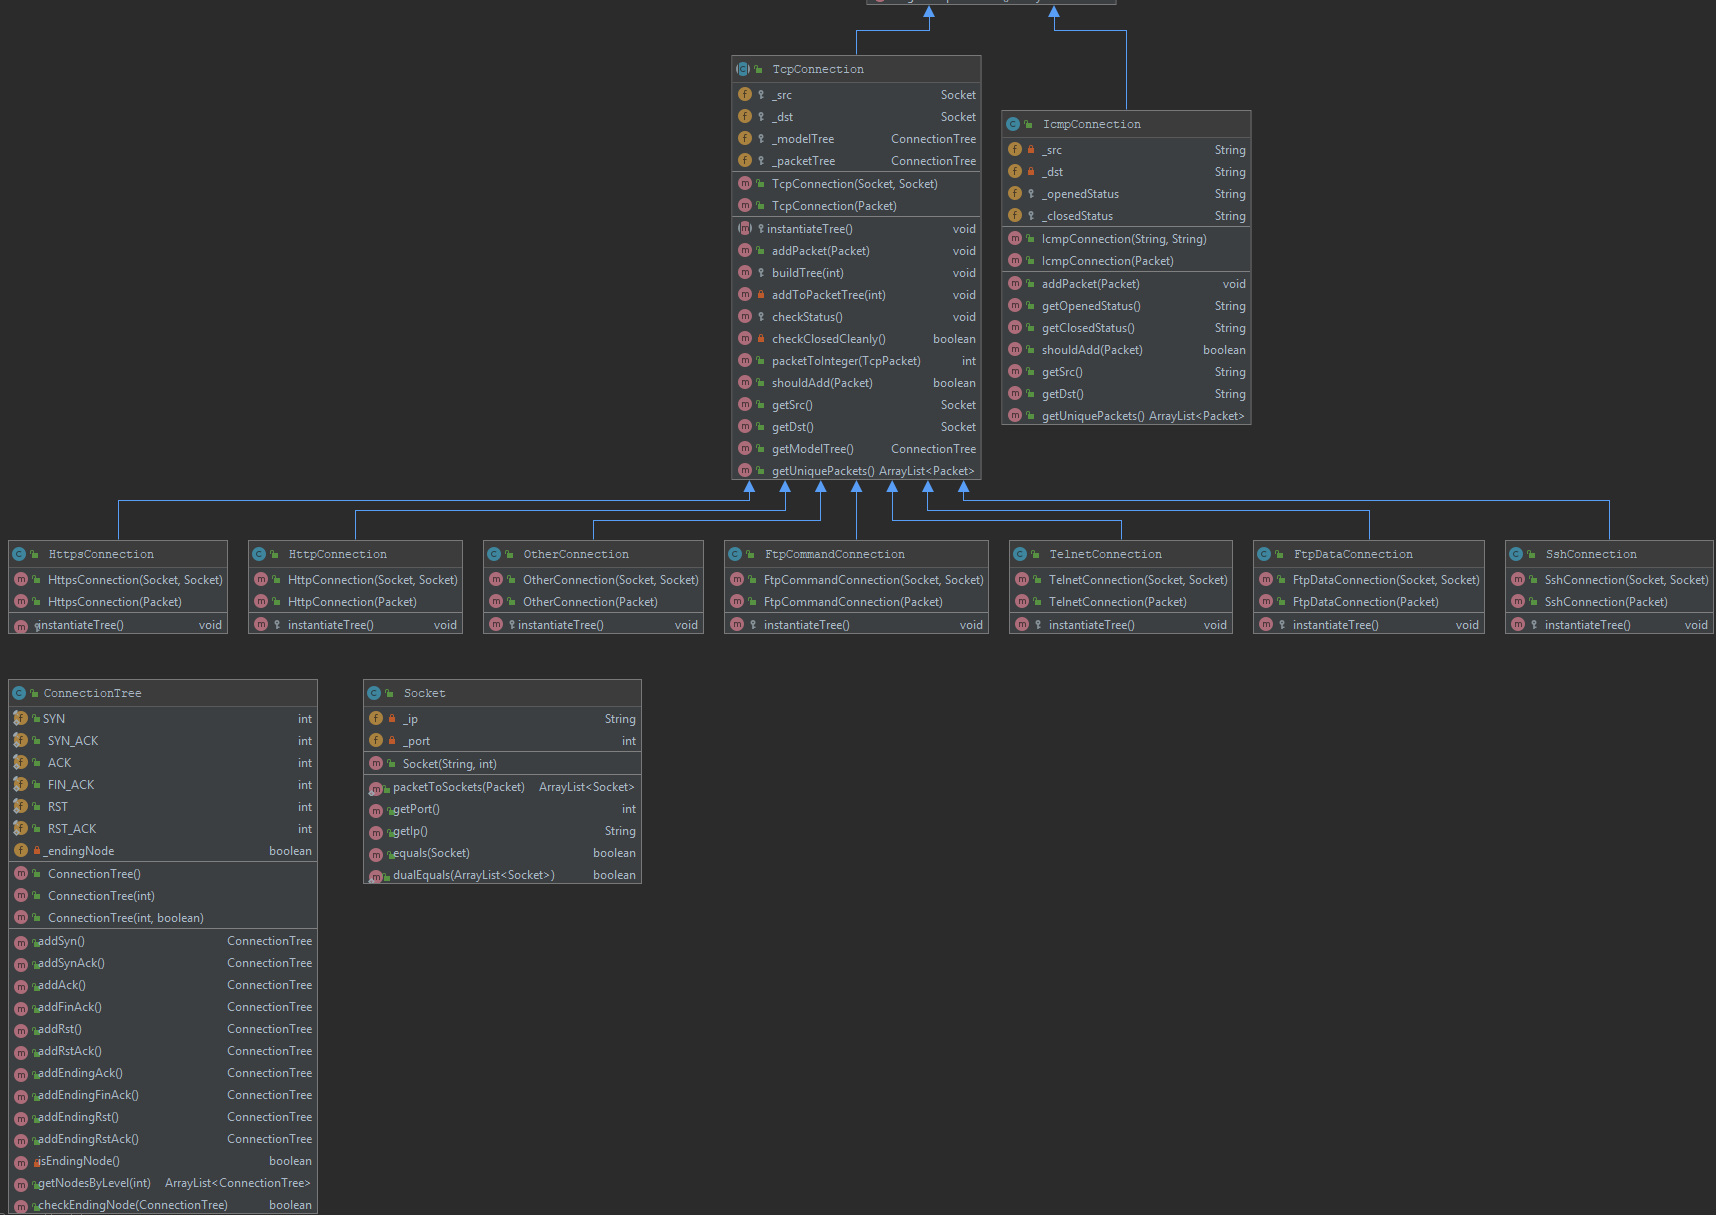 TcpConnection
_src Socket
_dst Socket
_modelTree ConnectionTree
_packetTree ConnectionTree
TcpConnection(Socket, Socket)
TcpConnection(Packet)
instantiateTree() void
addPacket(Packet) void
buildTree(int) void
addToPacketTree(int) void
checkStatus() void
checkClosedCleanly() boolean
packetToInteger(TcpPacket) int
shouldAdd(Packet) boolean
getSrc() Socket
getDst() Socket
getModelTree() ConnectionTree
getUniquePackets() ArrayList<Packet>
IcmpConnection
_src String
_dst String
_openedStatus String
_closedStatus String
IcmpConnection(String, String)
IcmpConnection(Packet)
addPacket(Packet) void
getOpenedStatus() String
getClosedStatus() String
shouldAdd(Packet) boolean
getSrc() String
getDst() String
getUniquePackets() ArrayList<Packet>
HttpsConnection
HttpsConnection(Socket, Socket)
HttpsConnection(Packet)
instantiateTree() void
HttpConnection
HttpConnection(Socket, Socket)
HttpConnection(Packet)
instantiateTree() void
OtherConnection
OtherConnection(Socket, Socket)
OtherConnection(Packet)
instantiateTree() void
FtpCommandConnection
FtpCommandConnection(Socket, Socket)
FtpCommandConnection(Packet)
instantiateTree() void
TelnetConnection
TelnetConnection(Socket, Socket)
TelnetConnection(Packet)
instantiateTree() void
FtpDataConnection
FtpDataConnection(Socket, Socket)
FtpDataConnection(Packet)
instantiateTree() void
SshConnection
SshConnection(Socket, Socket)
SshConnection(Packet)
instantiateTree() void
ConnectionTree
SYN int
SYN_ACK int
ACK int
FIN_ACK int
RST int
RST_ACK int
_endingNode boolean
ConnectionTree()
ConnectionTree(int)
ConnectionTree(int, boolean)
addSyn() ConnectionTree
addSynAck() ConnectionTree
addAck() ConnectionTree
addFinAck() ConnectionTree
addRst() ConnectionTree
addRstAck() ConnectionTree
addEndingAck() ConnectionTree
addEndingFinAck() ConnectionTree
addEndingRst() ConnectionTree
addEndingRstAck() ConnectionTree
isEndingNode() boolean
getNodesByLevel(int) ArrayList<ConnectionTree>
checkEndingNode(ConnectionTree) boolean
Socket
_ip String
_port int
Socket(String, int)
packetToSockets(Packet) ArrayList<Socket>
getPort() int
getIp() String
equals(Socket) boolean
dualEquals(ArrayList<Socket>) boolean